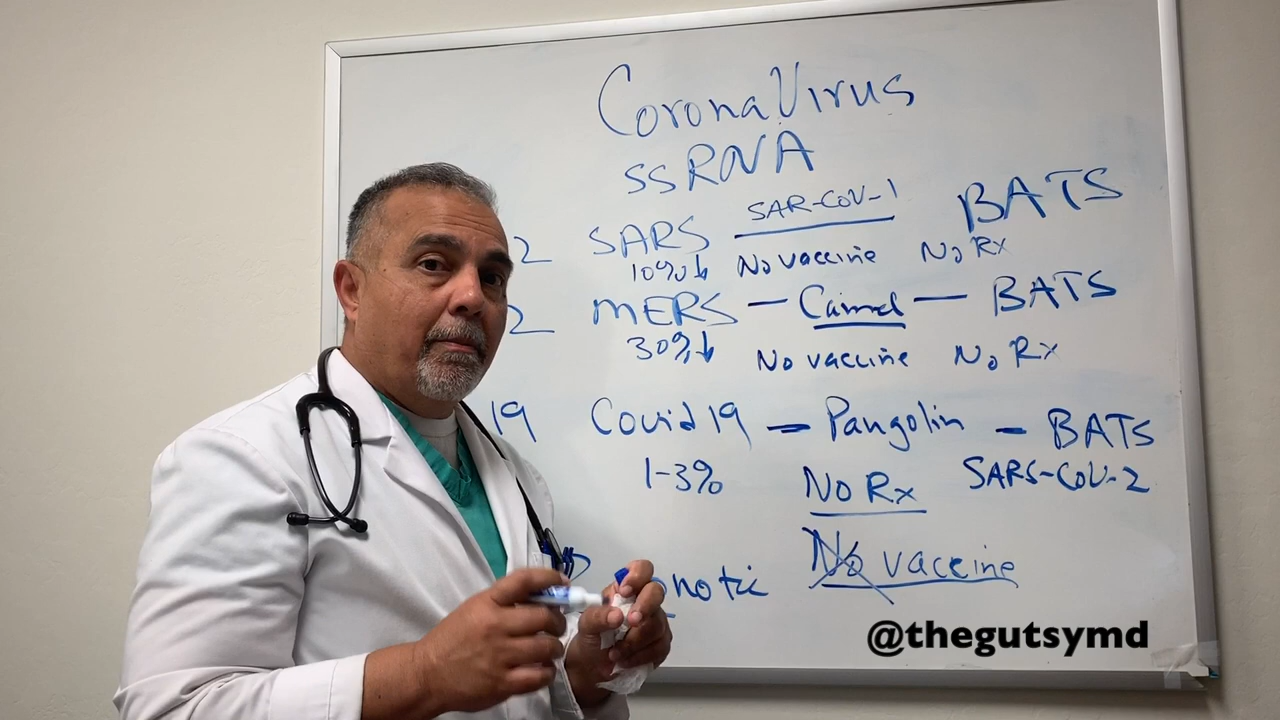 CoronaVirus
ssRNA
2 SARS SAR-COV-1 BATS
10%↓ No vaccine No Rx
2 MERS — Camel — BATS
30%↓ No vaccine No Rx
19 Covid 19 — Pangolin — BATS
1-3% No Rx SARS-COV-2
No vaccine
notic
@thegutsymd